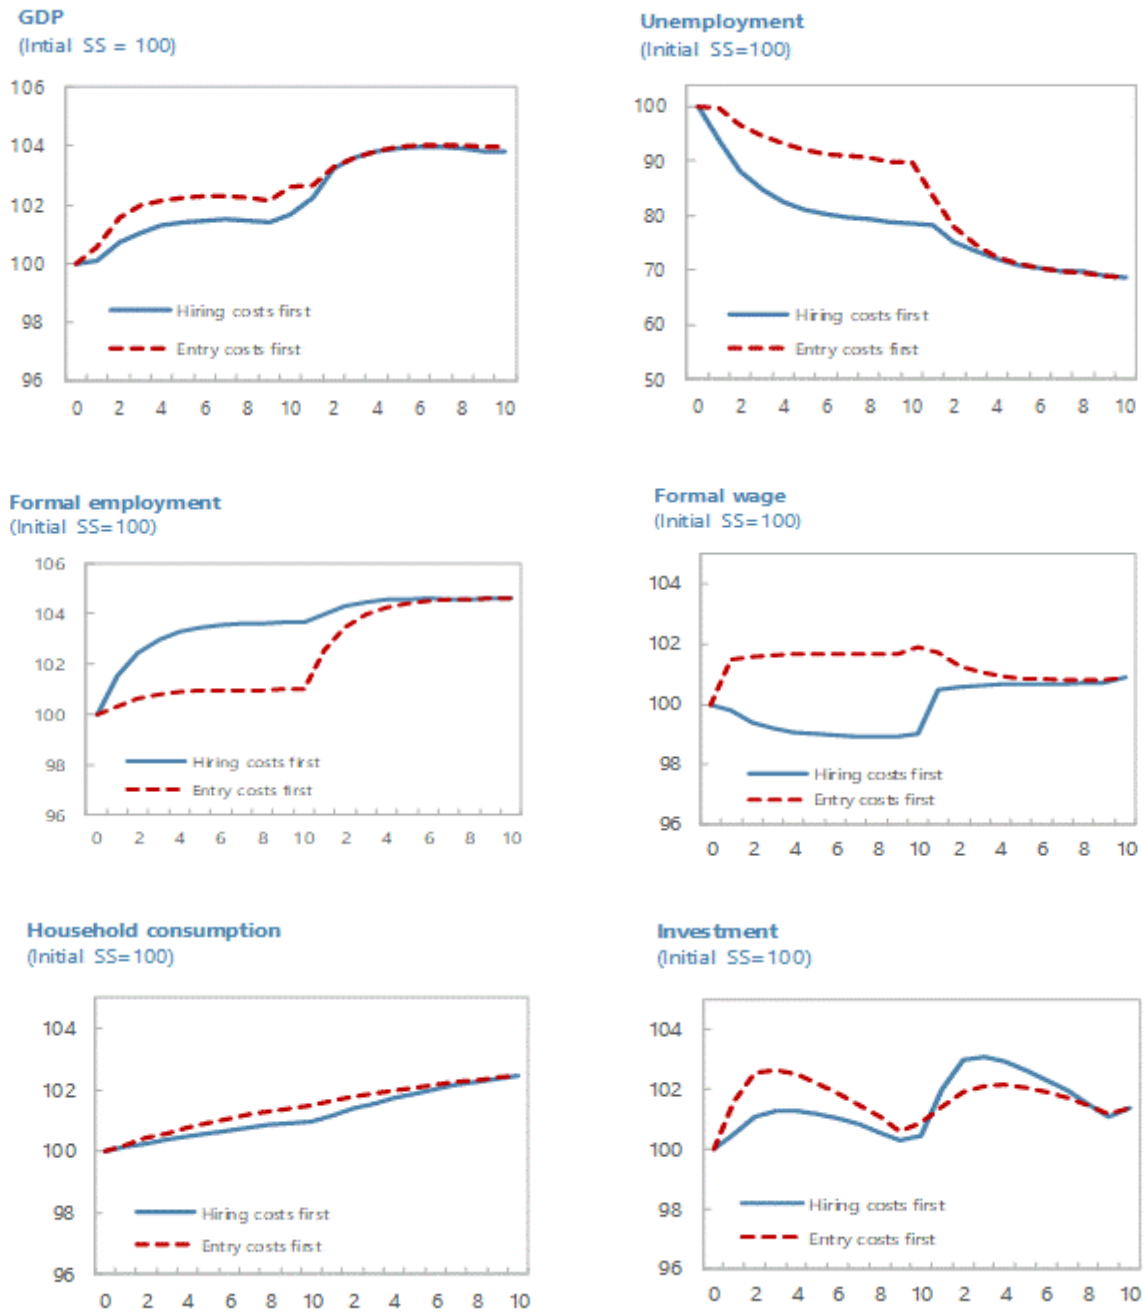 GDP
(Intial SS = 100)
106
104
102
100
98
96
Hiring costs first
Entry costs first
0 2 4 6 8 10 2 4 6 8 10
Unemployment
(Initial SS=100)
100
90
80
70
60
50
Hiring costs first
Entry costs first
0 2 4 6 8 10 2 4 6 8 10
Formal employment
(Initial SS=100)
106
104
102
100
98
96
Hiring costs first
Entry costs first
0 2 4 6 8 10 2 4 6 8 10
Formal wage
(Initial SS=100)
104
102
100
98
96
Hiring costs first
Entry costs first
0 2 4 6 8 10 2 4 6 8 10
Household consumption
(Initial SS=100)
104
102
100
98
96
Hiring costs first
Entry costs first
0 2 4 6 8 10 2 4 6 8 10
Investment
(Initial SS=100)
104
102
100
98
96
Hiring costs first
Entry costs first
0 2 4 6 8 10 2 4 6 8 10